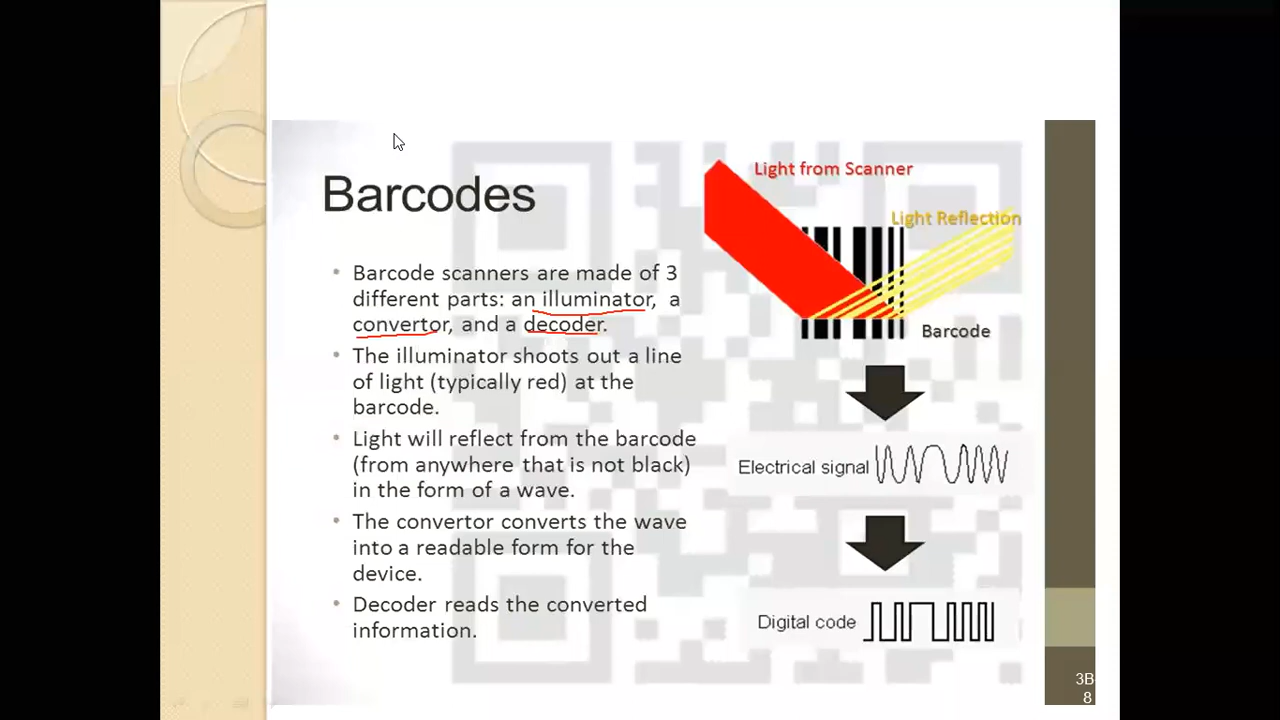 Barcodes
Barcode scanners are made of 3
different parts: an illuminator, a
convertor, and a decoder.
The illuminator shoots out a line
of light (typically red) at the
barcode.
Light will reflect from the barcode
(from anywhere that is not black)
in the form of a wave.
The convertor converts the wave
into a readable form for the
device.
Decoder reads the converted
information.
Light from Scanner
Light Reflection
Barcode
Electrical signal
Digital code
3B-
8